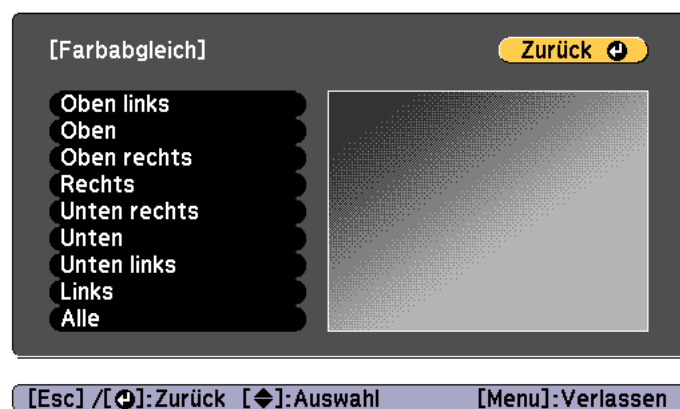 [Farbabgleich]
Zurück
Oben links
Oben
Oben rechts
Rechts
Unten rechts
Unten
Unten links
Links
Alle
[Esc] /[⏎]:Zurück [◆]:Auswahl [Menu]:Verlassen